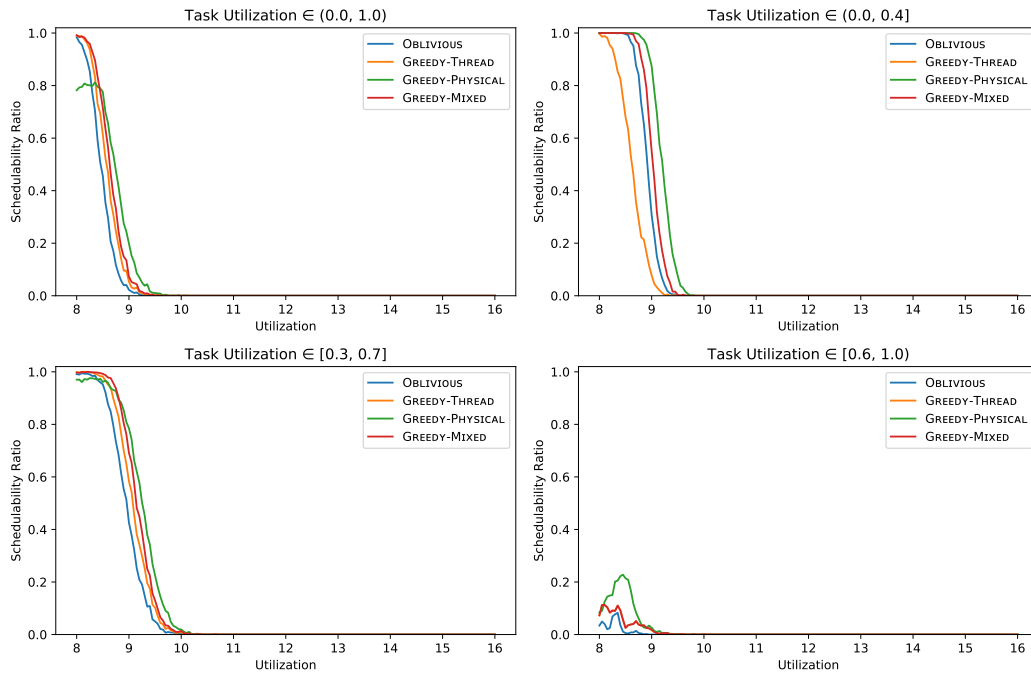 Task Utilization ∈ (0.0, 1.0)
1.0
0.8
0.6
0.4
0.2
0.0
Schedulability Ratio
8 9 10 11 12 13 14 15 16
Utilization
Oblivious
Greedy-Thread
Greedy-Physical
Greedy-Mixed
Task Utilization ∈ (0.0, 0.4]
1.0
0.8
0.6
0.4
0.2
0.0
Schedulability Ratio
8 9 10 11 12 13 14 15 16
Utilization
Oblivious
Greedy-Thread
Greedy-Physical
Greedy-Mixed
Task Utilization ∈ [0.3, 0.7]
1.0
0.8
0.6
0.4
0.2
0.0
Schedulability Ratio
8 9 10 11 12 13 14 15 16
Utilization
Oblivious
Greedy-Thread
Greedy-Physical
Greedy-Mixed
Task Utilization ∈ [0.6, 1.0)
1.0
0.8
0.6
0.4
0.2
0.0
Schedulability Ratio
8 9 10 11 12 13 14 15 16
Utilization
Oblivious
Greedy-Thread
Greedy-Physical
Greedy-Mixed